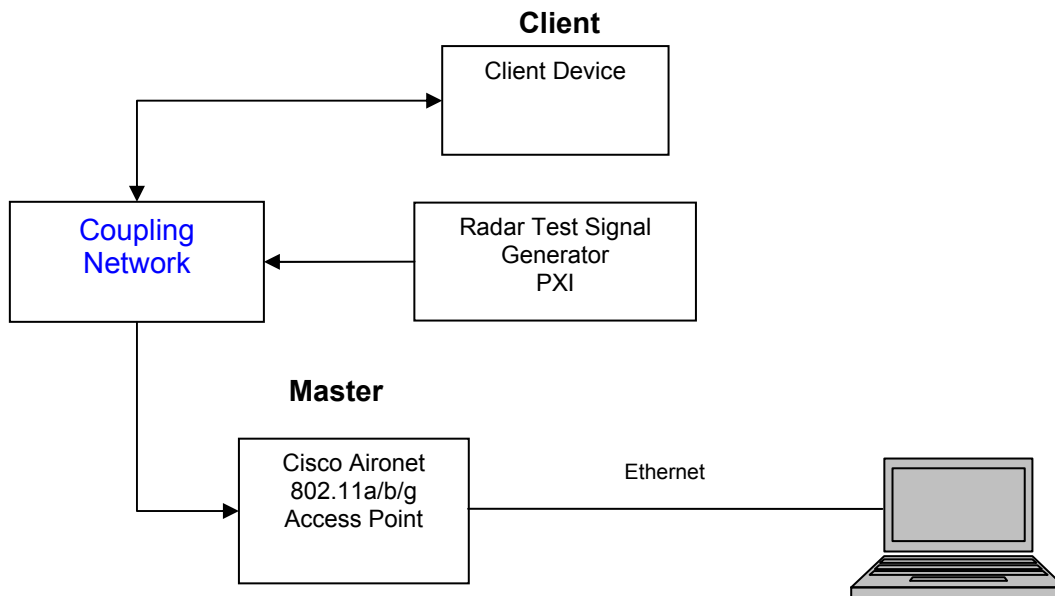 Client
Client Device
Coupling
Network
Radar Test Signal
Generator
PXI
Master
Cisco Aironet
802.11a/b/g
Access Point
Ethernet